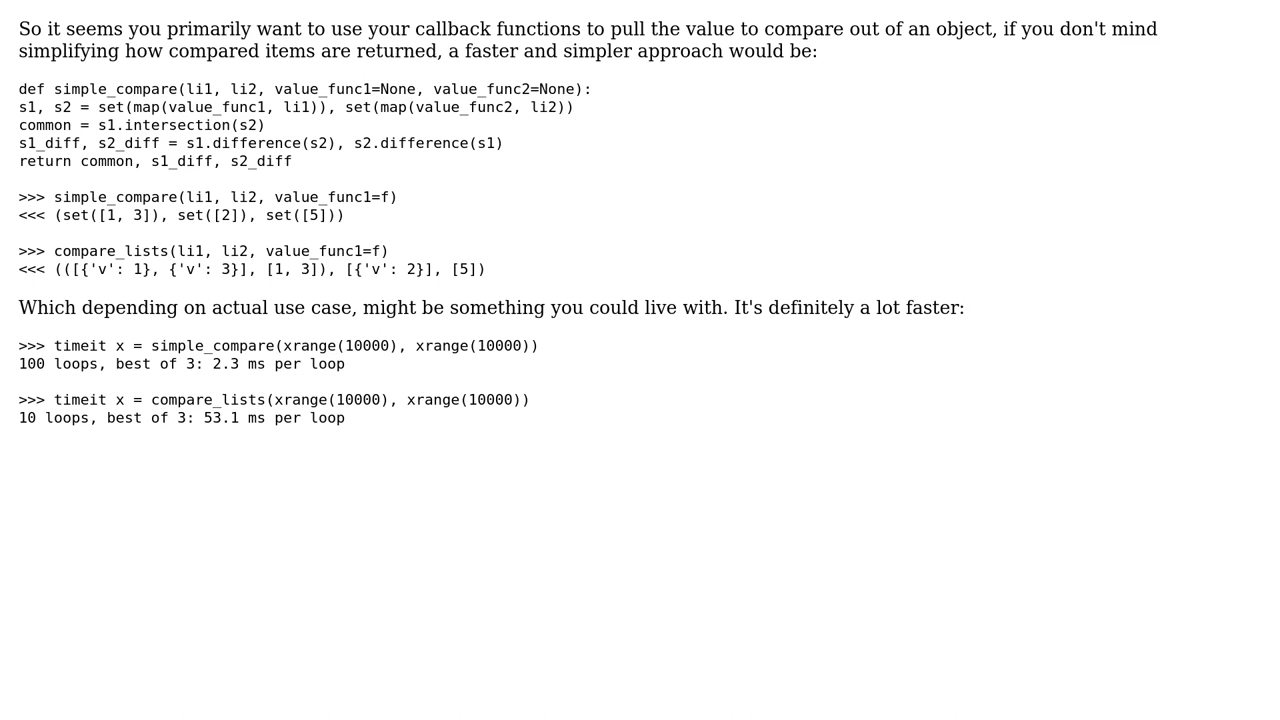 So it seems you primarily want to use your callback functions to pull the value to compare out of an object, if you don't mind
simplifying how compared items are returned, a faster and simpler approach would be:
def simple_compare(li1, li2, value_func1=None, value_func2=None):
s1, s2 = set(map(value_func1, li1)), set(map(value_func2, li2))
common = s1.intersection(s2)
s1_diff, s2_diff = s1.difference(s2), s2.difference(s1)
return common, s1_diff, s2_diff
>>> simple_compare(li1, li2, value_func1=f)
<<< (set([1, 3]), set([2]), set([5]))
>>> compare_lists(li1, li2, value_func1=f)
<<< (([{'v': 1}, {'v': 3}], [1, 3]), [{'v': 2}], [5])
Which depending on actual use case, might be something you could live with. It's definitely a lot faster:
>>> timeit x = simple_compare(xrange(10000), xrange(10000))
100 loops, best of 3: 2.3 ms per loop
>>> timeit x = compare_lists(xrange(10000), xrange(10000))
10 loops, best of 3: 53.1 ms per loop